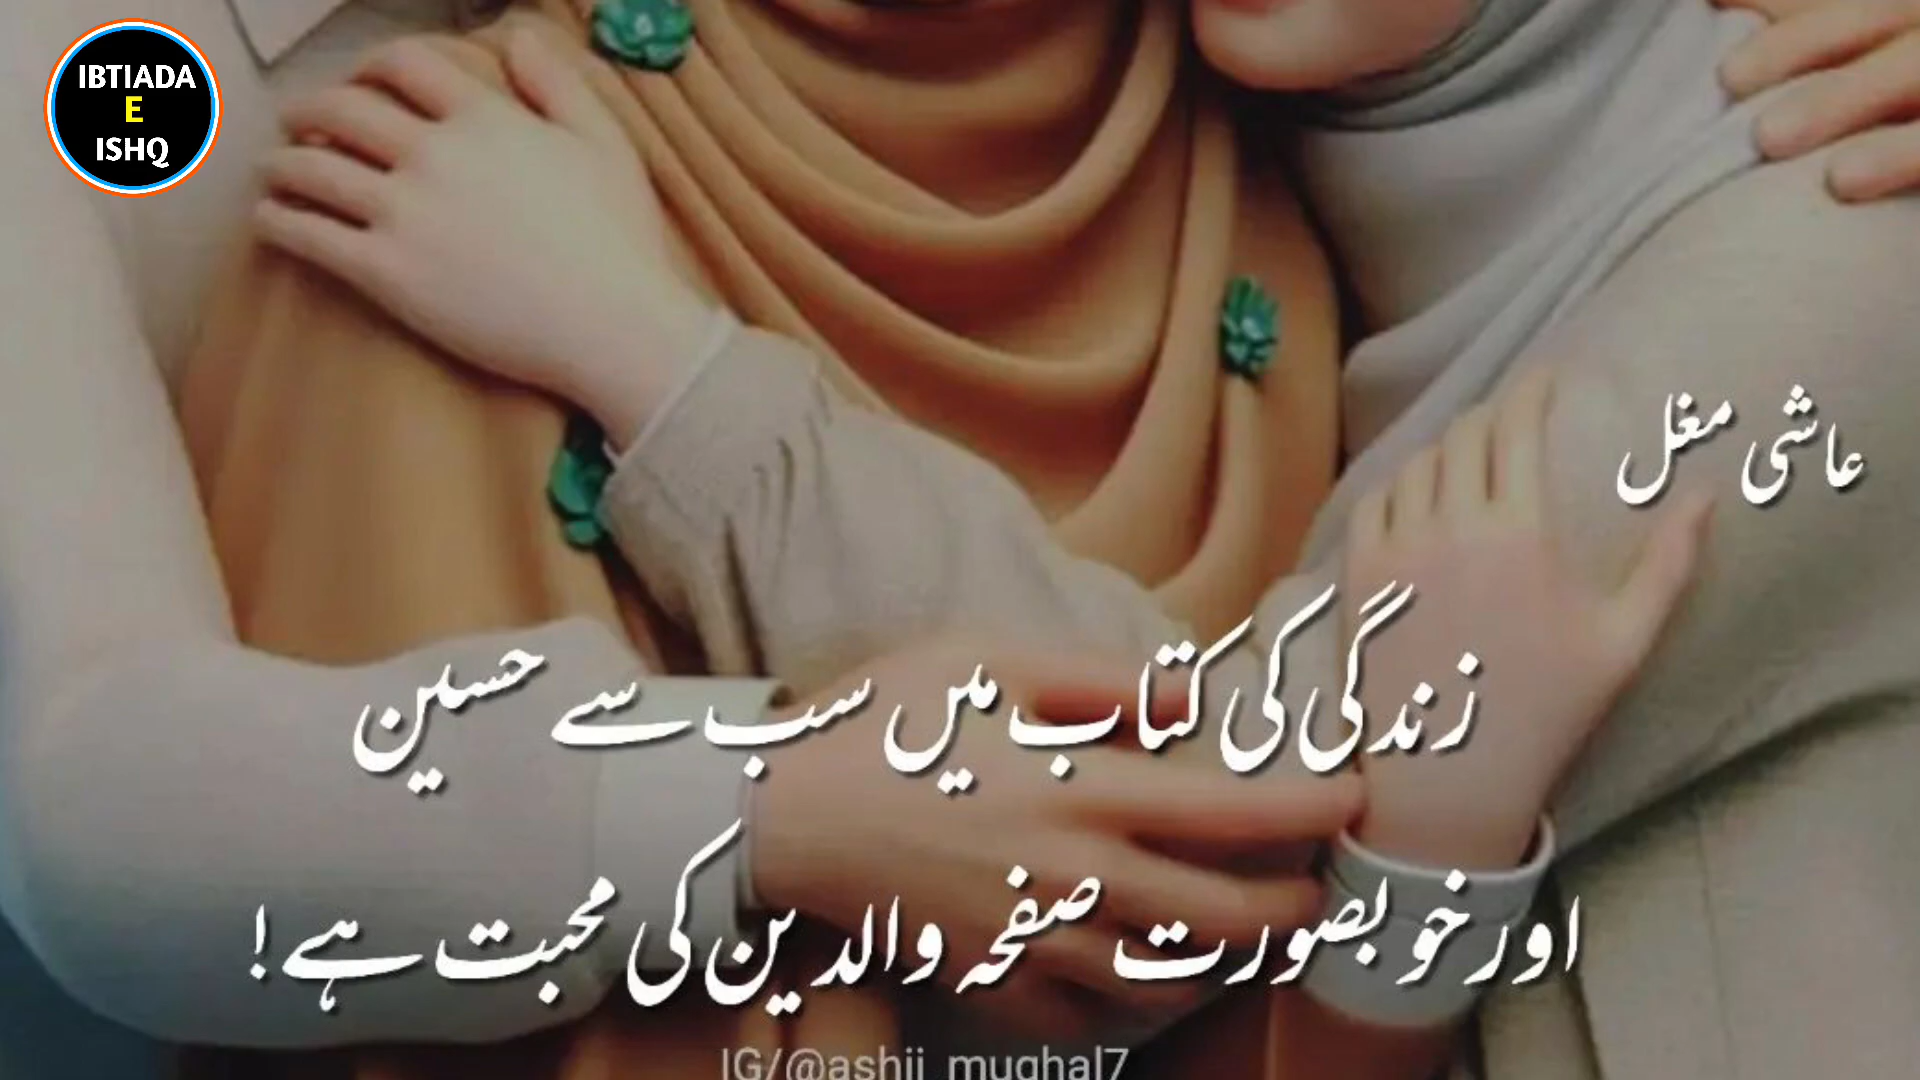 IBTIADA
E
ISHQ
عاشی مغل
زندگی کی کتاب میں سب سے حسین
اور خوبصورت صفحہ والدین کی محبت ہے !
IG/@ashii_mughal7